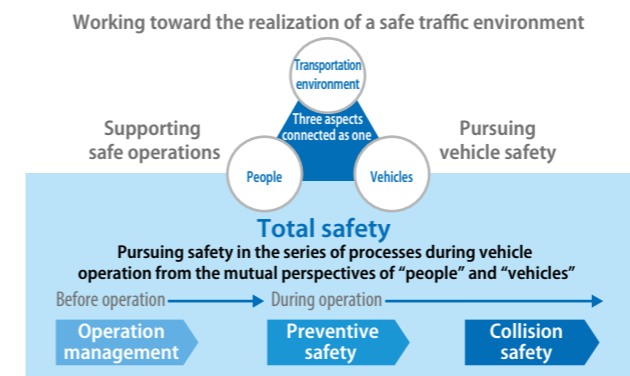 Working toward the realization of a safe traffic environment
Transportation
environment
Three aspects
connected as one
Supporting
safe operations
Pursuing
vehicle safety
People
Vehicles
Total safety
Pursuing safety in the series of processes during vehicle
operation from the mutual perspectives of “people” and “vehicles”
Before operation
During operation
Operation
management
Preventive
safety
Collision
safety